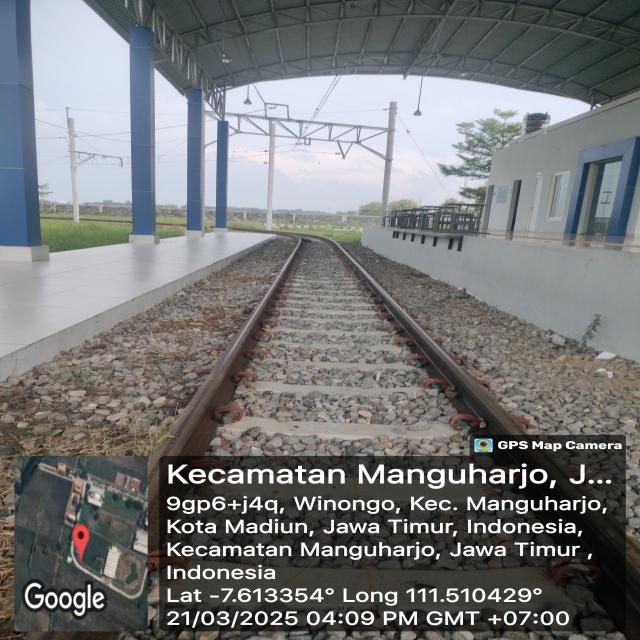 GPS Map Camera
Kecamatan Manguharjo, J...
9gp6+j4q, Winongo, Kec. Manguharjo,
Kota Madiun, Jawa Timur, Indonesia,
Kecamatan Manguharjo, Jawa Timur ,
Indonesia
Lat -7.613354° Long 111.510429°
21/03/2025 04:09 PM GMT +07:00
Google